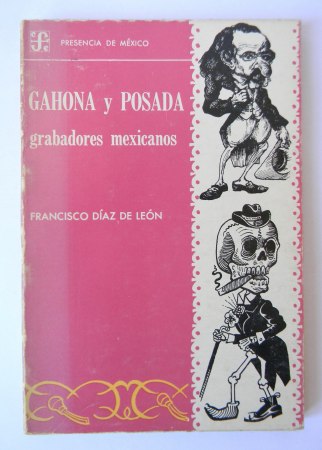 PRESENCIA DE MÉXICO
GAHONA y POSADA
grabadores mexicanos
FRANCISCO DÍAZ DE LEÓN